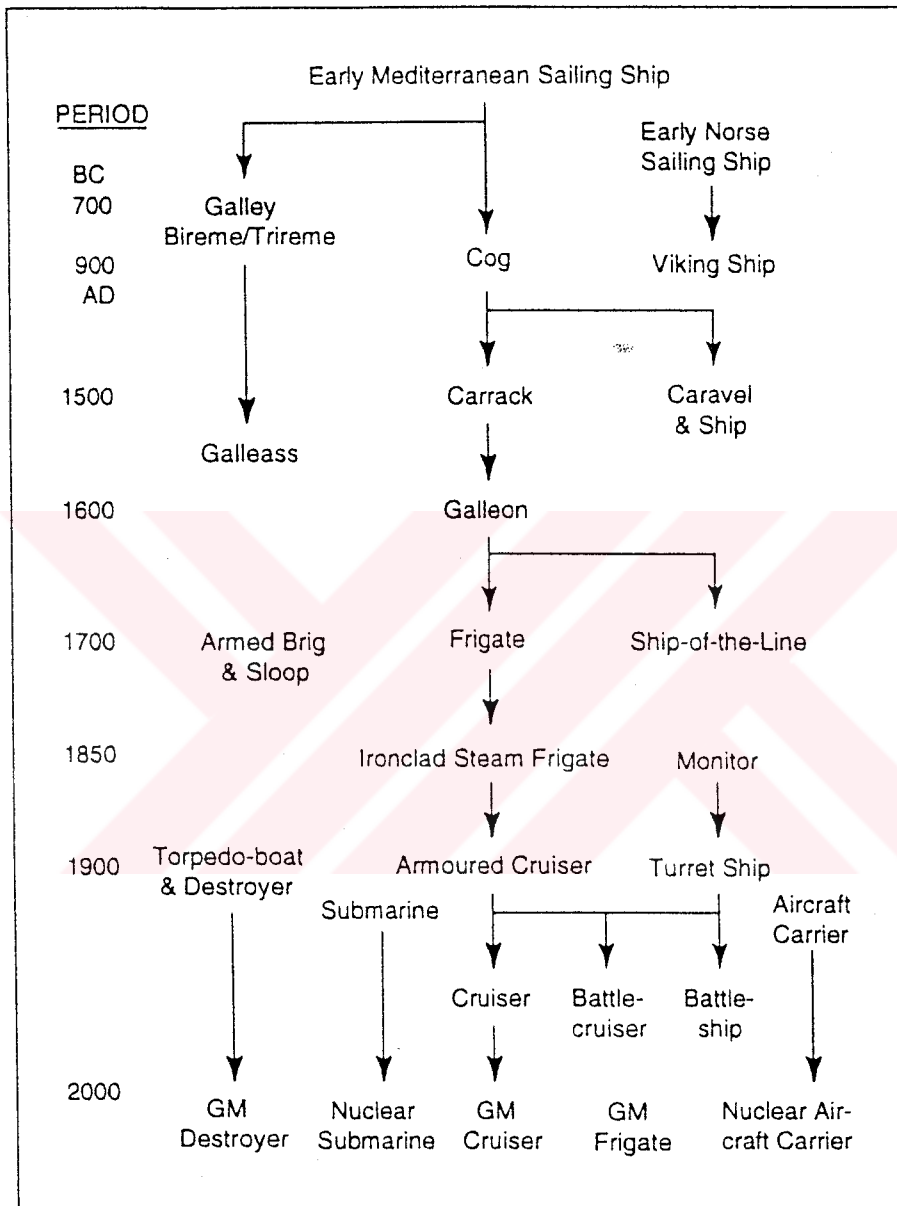 Early Mediterranean Sailing Ship
PERIOD
Early Norse
Sailing Ship
BC
700
Galley
Bireme/Trireme
900
AD
Cog
Viking Ship
1500
Carrack
Caravel
& Ship
Galleass
1600
Galleon
1700
Armed Brig
& Sloop
Frigate
Ship-of-the-Line
1850
Ironclad Steam Frigate
Monitor
1900
Torpedo-boat
& Destroyer
Armoured Cruiser
Turret Ship
Submarine
Aircraft
Carrier
Cruiser
Battle-
cruiser
Battle-
ship
2000
GM
Destroyer
Nuclear
Submarine
GM
Cruiser
GM
Frigate
Nuclear Air-
craft Carrier